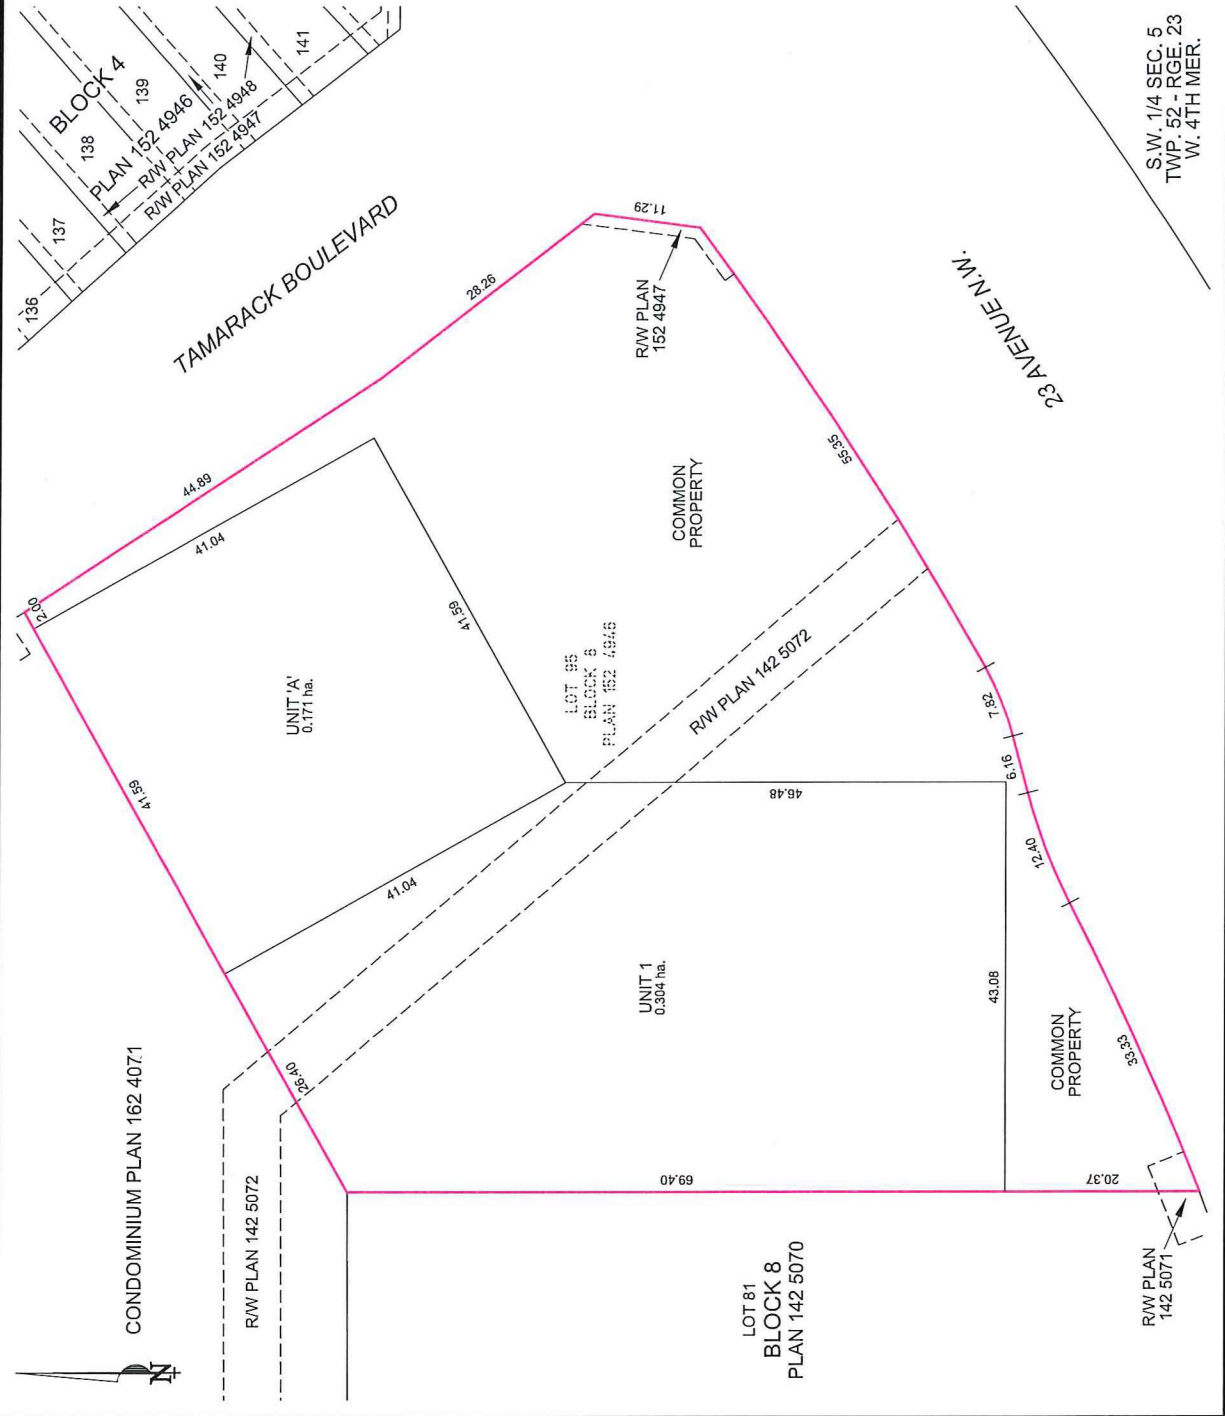 S.W. 1/4 SEC. 5
TWP. 52 - RGE. 23
W. 4TH MER.
BLOCK 4
PLAN 152 4946
R/W PLAN 152 4948
R/W PLAN 152 4947
136
137
138
139
140
141
TAMARACK BOULEVARD
44.89
28.26
11.29
R/W PLAN
152 4947
2.00
41.04
UNIT 'A'
0.171 ha.
41.59
41.59
41.04
COMMON
PROPERTY
55.35
23 AVENUE N.W.
LOT 95
BLOCK 8
PLAN 152 4946
R/W PLAN 142 5072
7.82
6.16
12.40
46.48
UNIT 1
0.304 ha.
43.08
COMMON
PROPERTY
33.33
26.40
69.40
20.37
CONDOMINIUM PLAN 162 4071
R/W PLAN 142 5072
LOT 81
BLOCK 8
PLAN 142 5070
R/W PLAN
142 5071
N